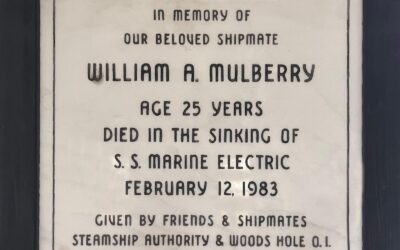 IN MEMORY OF
OUR BELOVED SHIPMATE
WILLIAM A. MULBERRY
AGE 25 YEARS
DIED IN THE SINKING OF
S. S. MARINE ELECTRIC
FEBRUARY 12, 1983
GIVEN BY FRIENDS & SHIPMATES
STEAMSHIP AUTHORITY & WOODS HOLE O. I.